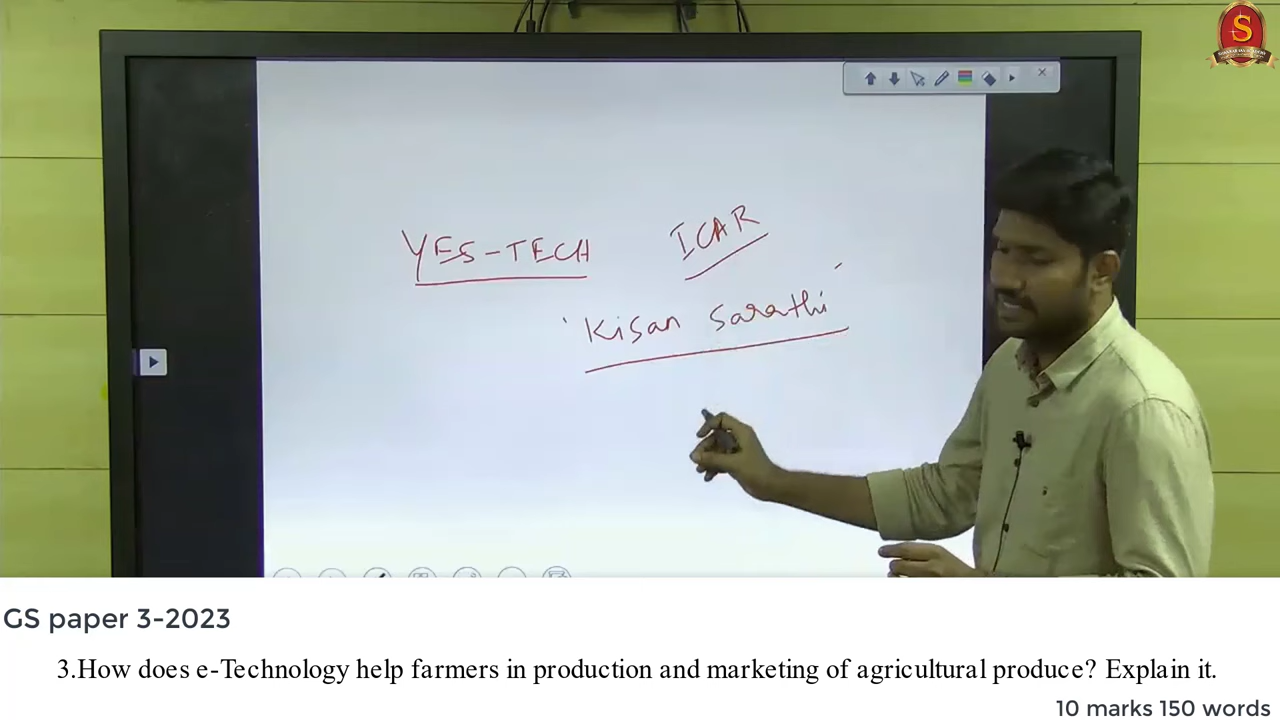 S
YES-TECH ICAR
'Kisan Sarathi'
GS paper 3-2023
3.How does e-Technology help farmers in production and marketing of agricultural produce? Explain it.
10 marks 150 words